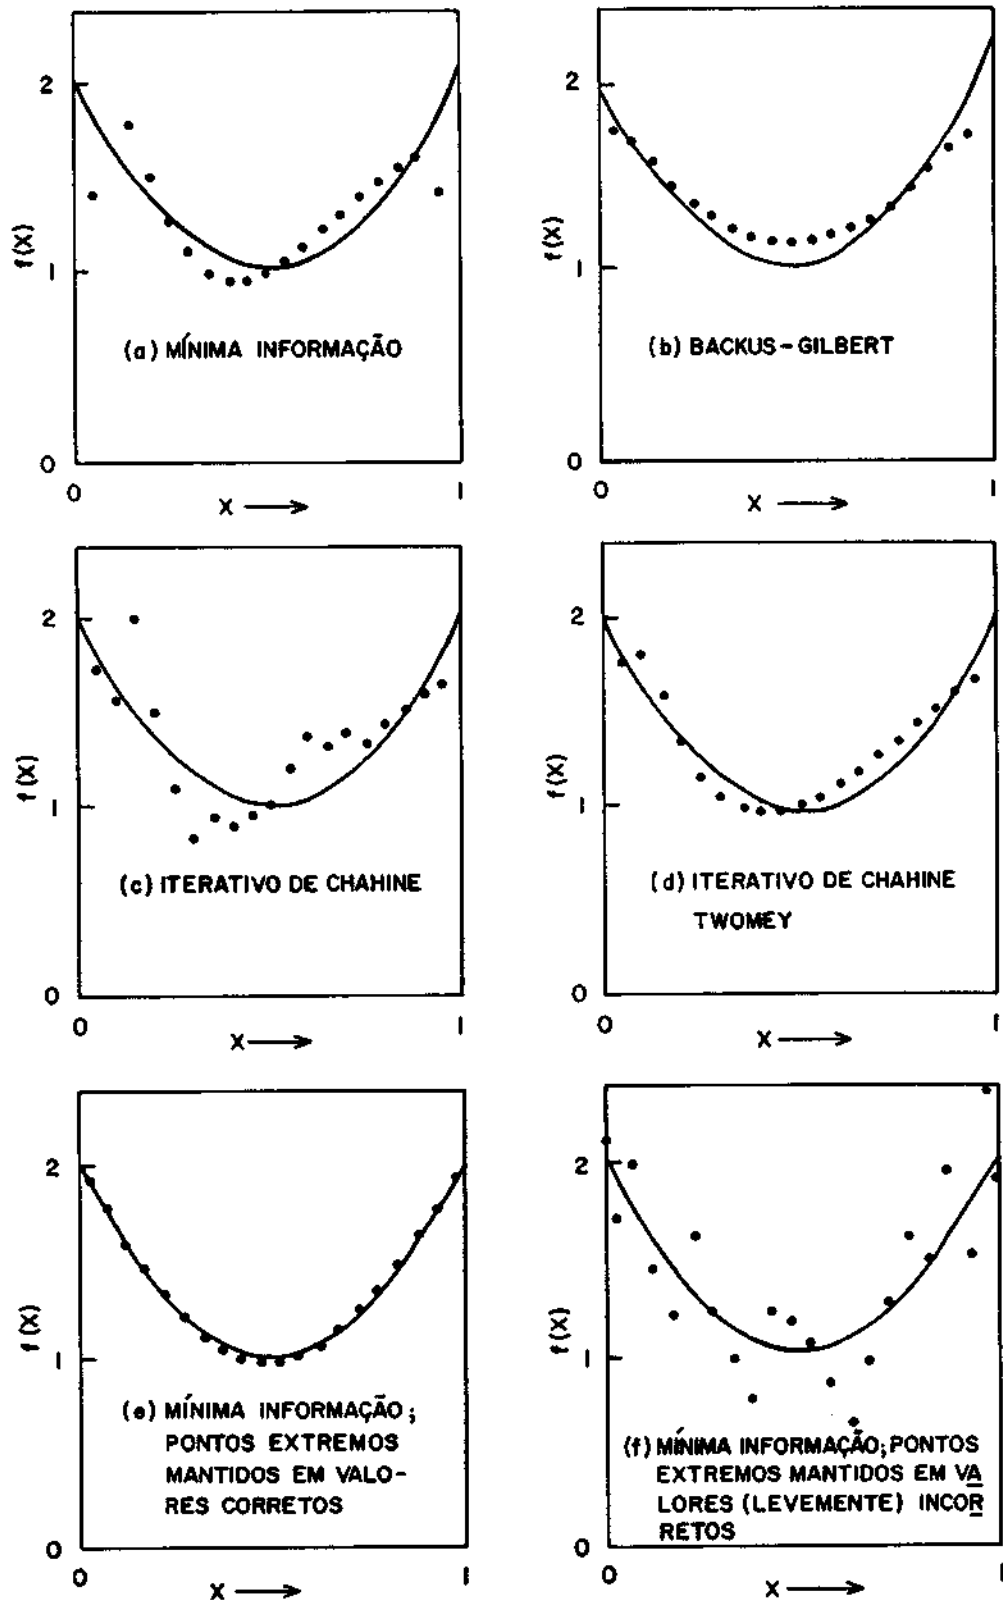 2
1
0
f(X)
(a) MÍNIMA INFORMAÇÃO
0
1
X
2
1
0
f(X)
(b) BACKUS-GILBERT
0
1
X
2
1
0
f(X)
(c) ITERATIVO DE CHAHINE
0
1
X
2
1
0
f(X)
(d) ITERATIVO DE CHAHINE
TWOMEY
0
1
X
2
1
0
f(X)
(e) MÍNIMA INFORMAÇÃO;
PONTOS EXTREMOS
MANTIDOS EM VALO-
RES CORRETOS
0
1
X
2
1
0
f(X)
(f) MÍNIMA INFORMAÇÃO; PONTOS
EXTREMOS MANTIDOS EM VA
LORES (LEVEMENTE) INCOR
RETOS
0
1
X